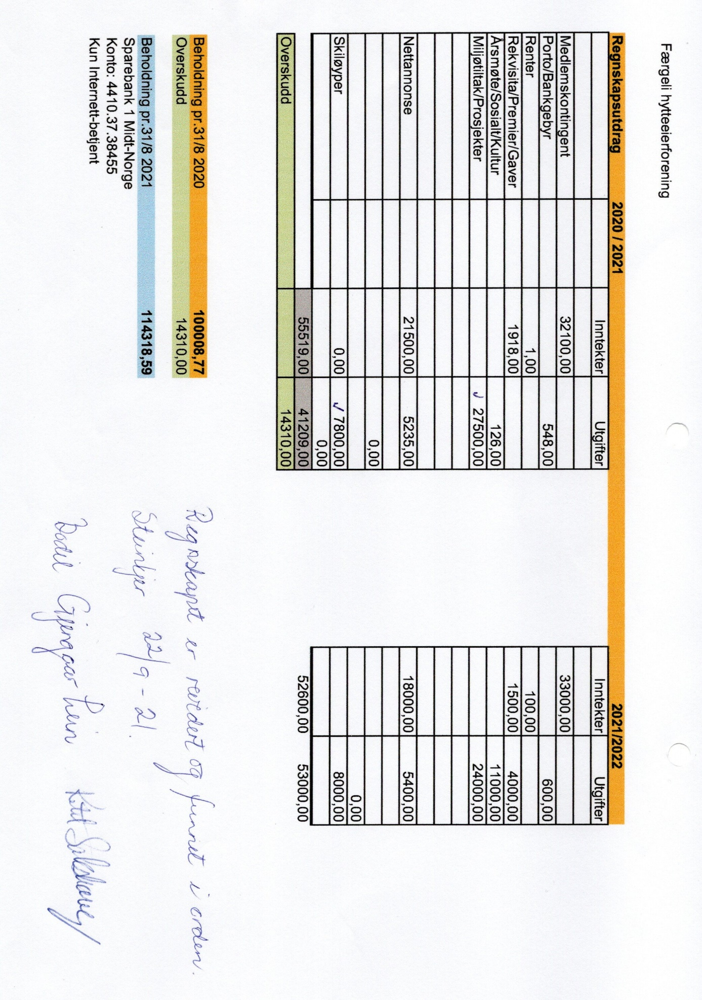 Færgeli hytteeierforening
Regnskapsutdrag 2020 / 2021 2021/2022
Inntekter Utgifter Inntekter Utgifter
Medlemskontingent 32100,00 33000,00
Porto/Bankgebyr 548,00 600,00
Renter 1,00 100,00
Rekvisita/Premier/Gaver 1918,00 1500,00 4000,00
Årsmøte/Sosialt/Kultur 126,00 11000,00
Miljøtiltak/Prosjekter ✓ 27500,00 24000,00
Nettannonse 21500,00 5235,00 18000,00 5400,00
0,00
0,00
Skiløyper 0,00 ✓ 7800,00 8000,00
0,00
55519,00 41209,00 52600,00 53000,00
Overskudd 14310,00
Beholdning pr.31/8 2020 100008,77
Overskudd 14310,00
Beholdning pr.31/8 2021 114318,59
Sparebank 1 Midt-Norge
Konto: 4410.37.38455
Kun Internett-betjent
Regnskapet er revidert og funnet i orden.
Steinkjer 22/9-21.
Bodil Gjengaar